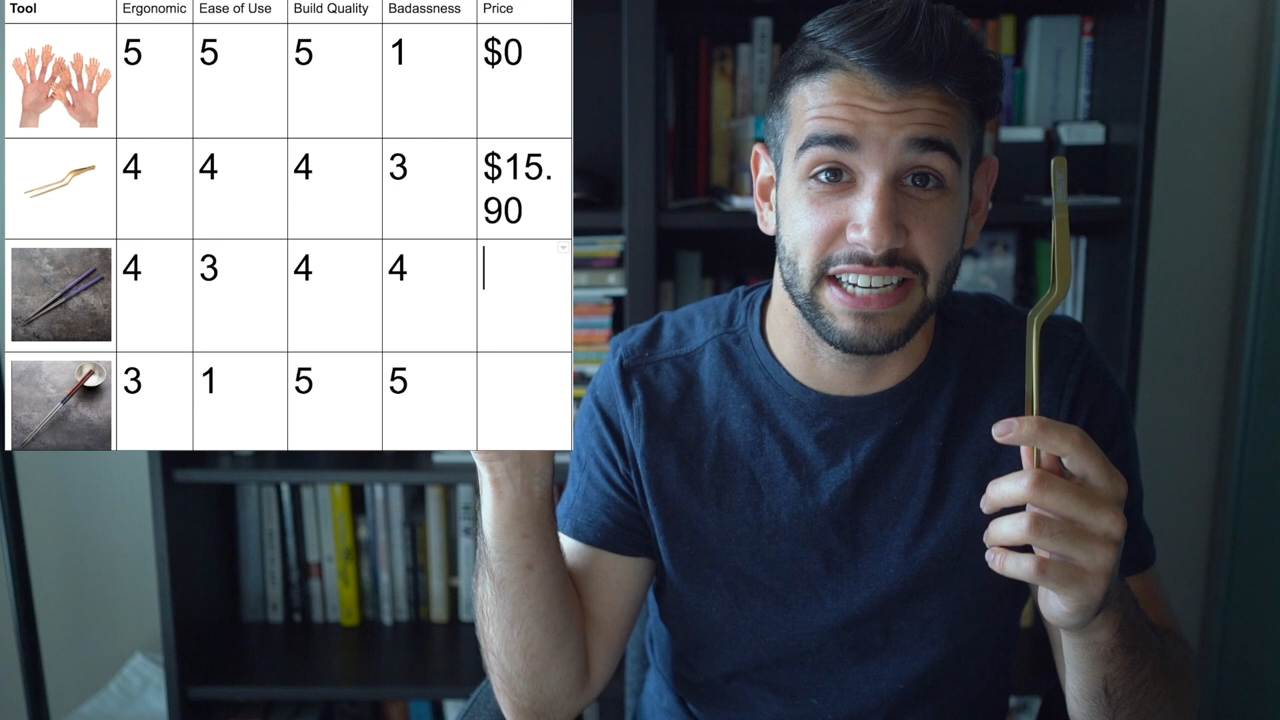 Tool Ergonomic Ease of Use Build Quality Badassness Price
5 5 5 1 $0
4 4 4 3 $15.
90
4 3 4 4
3 1 5 5